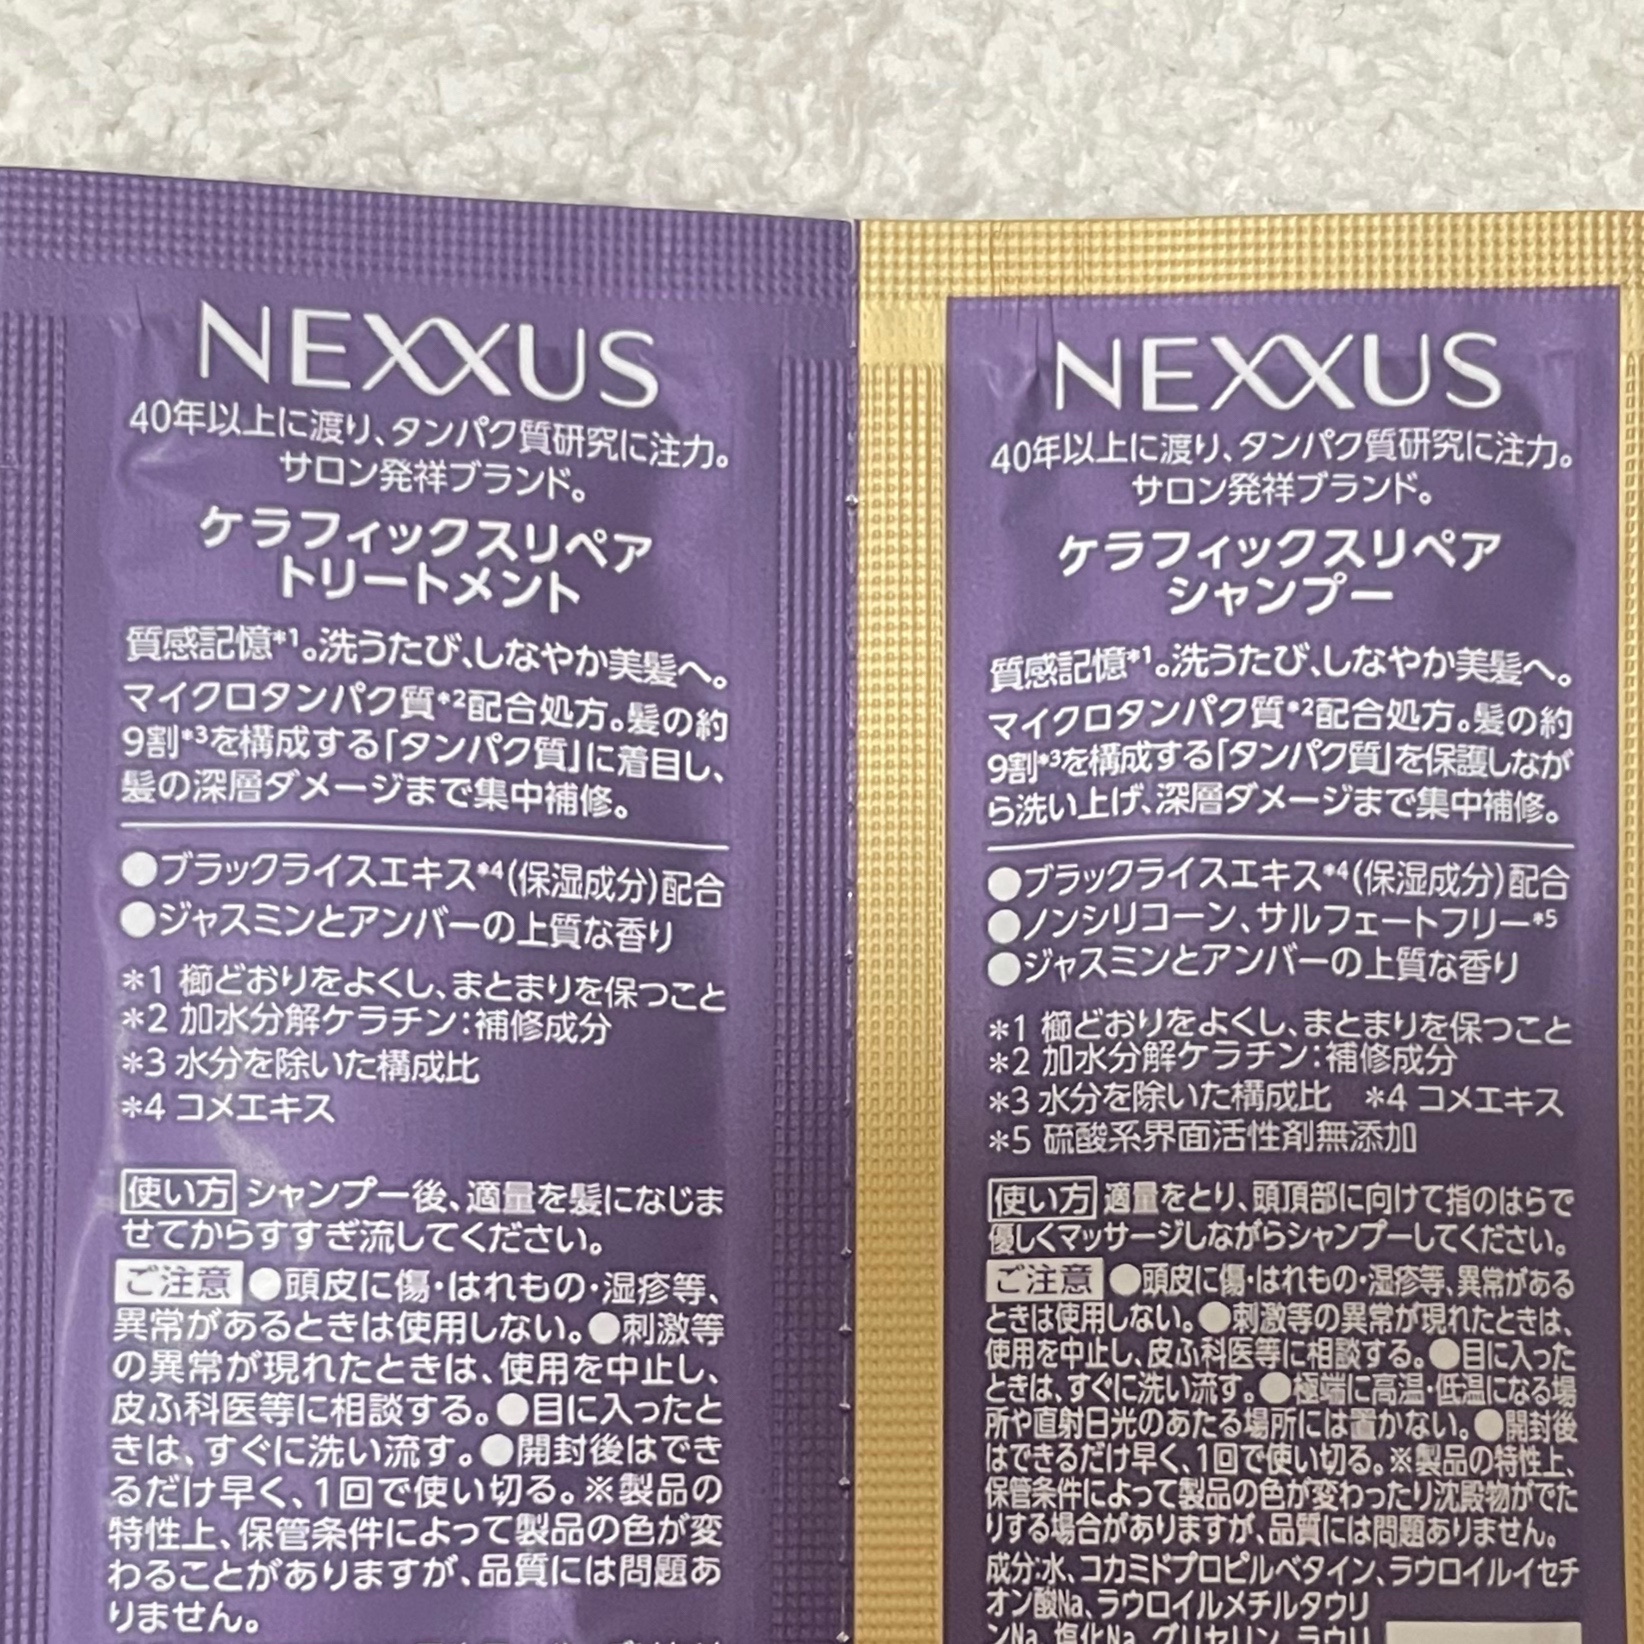 NEXXUS
40年以上に渡り、タンパク質研究に注力。
サロン発祥ブランド。
ケラフィックスリペア
トリートメント
質感記憶*1。洗うたび、しなやか美髪へ。
マイクロタンパク質*2配合処方。髪の約
9割*3を構成する「タンパク質」に着目し、
髪の深層ダメージまで集中補修。
●ブラックライスエキス*4(保湿成分)配合
●ジャスミンとアンバーの上質な香り
*1 櫛どおりをよくし、まとまりを保つこと
*2 加水分解ケラチン:補修成分
*3 水分を除いた構成比
*4 コメエキス
使い方 シャンプー後、適量を髪になじま
せてからすすぎ流してください。
ご注意 ●頭皮に傷・はれもの・湿疹等、
異常があるときは使用しない。●刺激等
の異常が現れたときは、使用を中止し、
皮ふ科医等に相談する。●目に入ったと
きは、すぐに洗い流す。●開封後はでき
るだけ早く、1回で使い切る。※製品の
特性上、保管条件によって製品の色が変
わることがありますが、品質には問題あ
りません。
NEXXUS
40年以上に渡り、タンパク質研究に注力。
サロン発祥ブランド。
ケラフィックスリペア
シャンプー
質感記憶*1。洗うたび、しなやか美髪へ。
マイクロタンパク質*2配合処方。髪の約
9割*3を構成する「タンパク質」を保護しなが
ら洗い上げ、深層ダメージまで集中補修。
●ブラックライスエキス*4(保湿成分)配合
●ノンシリコーン、サルフェートフリー*5
●ジャスミンとアンバーの上質な香り
*1 櫛どおりをよくし、まとまりを保つこと
*2 加水分解ケラチン:補修成分
*3 水分を除いた構成比 *4 コメエキス
*5 硫酸系界面活性剤無添加
使い方 適量をとり、頭頂部に向けて指のはらで
優しくマッサージしながらシャンプーしてください。
ご注意 ●頭皮に傷・はれもの・湿疹等、異常がある
ときは使用しない。●刺激等の異常が現れたときは、
使用を中止し、皮ふ科医等に相談する。●目に入った
ときは、すぐに洗い流す。●極端に高温・低温になる場
所や直射日光のあたる場所には置かない。●開封後
はできるだけ早く、1回で使い切る。※製品の特性上、
保管条件によって製品の色が変わったり沈殿物がでた
りする場合がありますが、品質には問題ありません。
成分:水、コカミドプロピルベタイン、ラウロイルイセチ
オン酸Na、ラウロイルメチルタウリ
ンNa、塩化Na、グリセリン、ラウリ